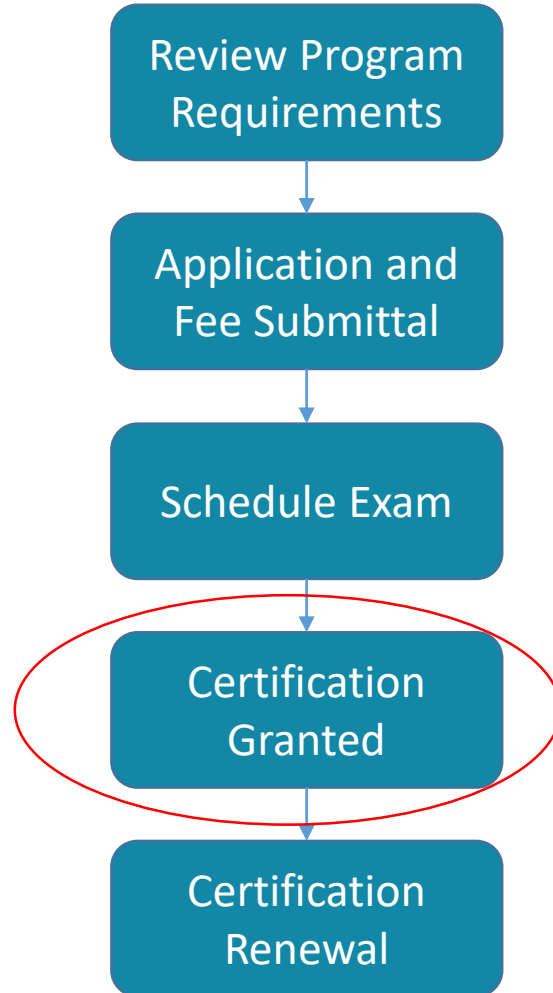 Review Program
Requirements
Application and
Fee Submittal
Schedule Exam
Certification
Granted
Certification
Renewal